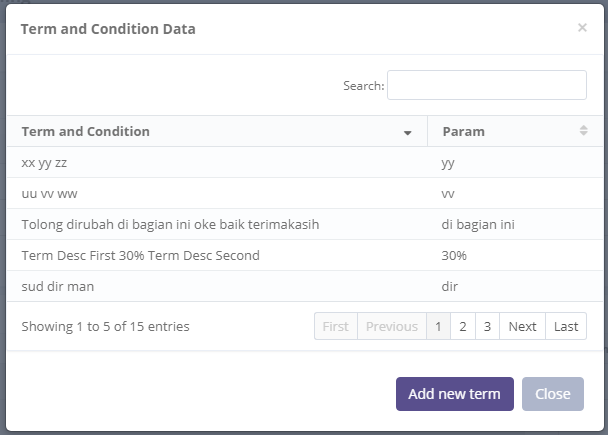 Term and Condition Data ×
Search:
Term and Condition Param
xx yy zz yy
uu vv ww vv
Tolong dirubah di bagian ini oke baik terimakasih di bagian ini
Term Desc First 30% Term Desc Second 30%
sud dir man dir
Showing 1 to 5 of 15 entries First Previous 1 2 3 Next Last
Add new term Close